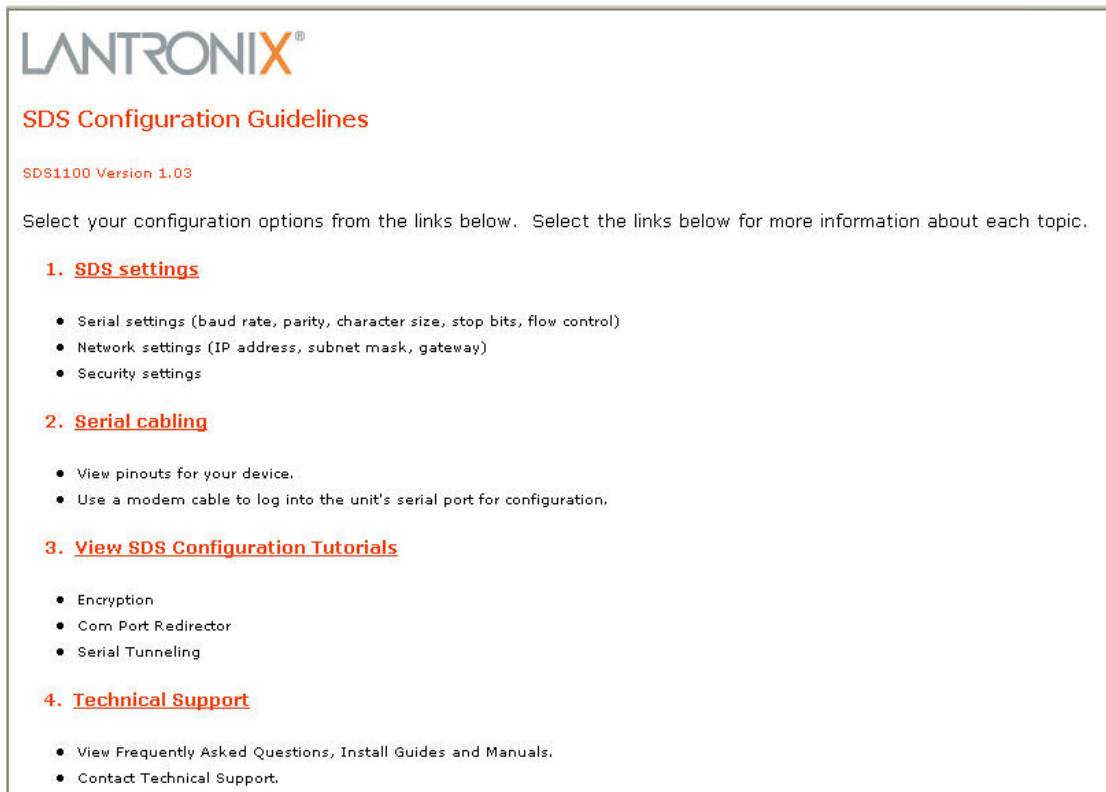 LANTRONIX®
SDS Configuration Guidelines
SDS1100 Version 1.03
Select your configuration options from the links below. Select the links below for more information about each topic.
1. SDS settings
• Serial settings (baud rate, parity, character size, stop bits, flow control)
• Network settings (IP address, subnet mask, gateway)
• Security settings
2. Serial cabling
• View pinouts for your device.
• Use a modem cable to log into the unit's serial port for configuration.
3. View SDS Configuration Tutorials
• Encryption
• Com Port Redirector
• Serial Tunneling
4. Technical Support
• View Frequently Asked Questions, Install Guides and Manuals.
• Contact Technical Support.